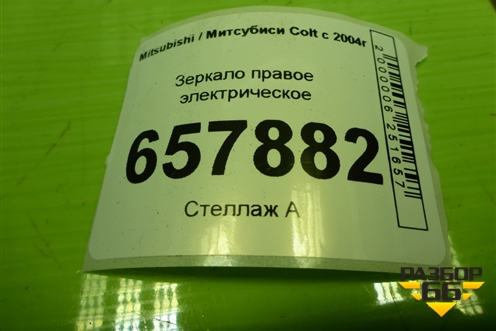 Mitsubishi / Митсубиси Colt с 2004г
Зеркало правое
электрическое
657882
Стеллаж А
2000006251657
РАЗБОР
66